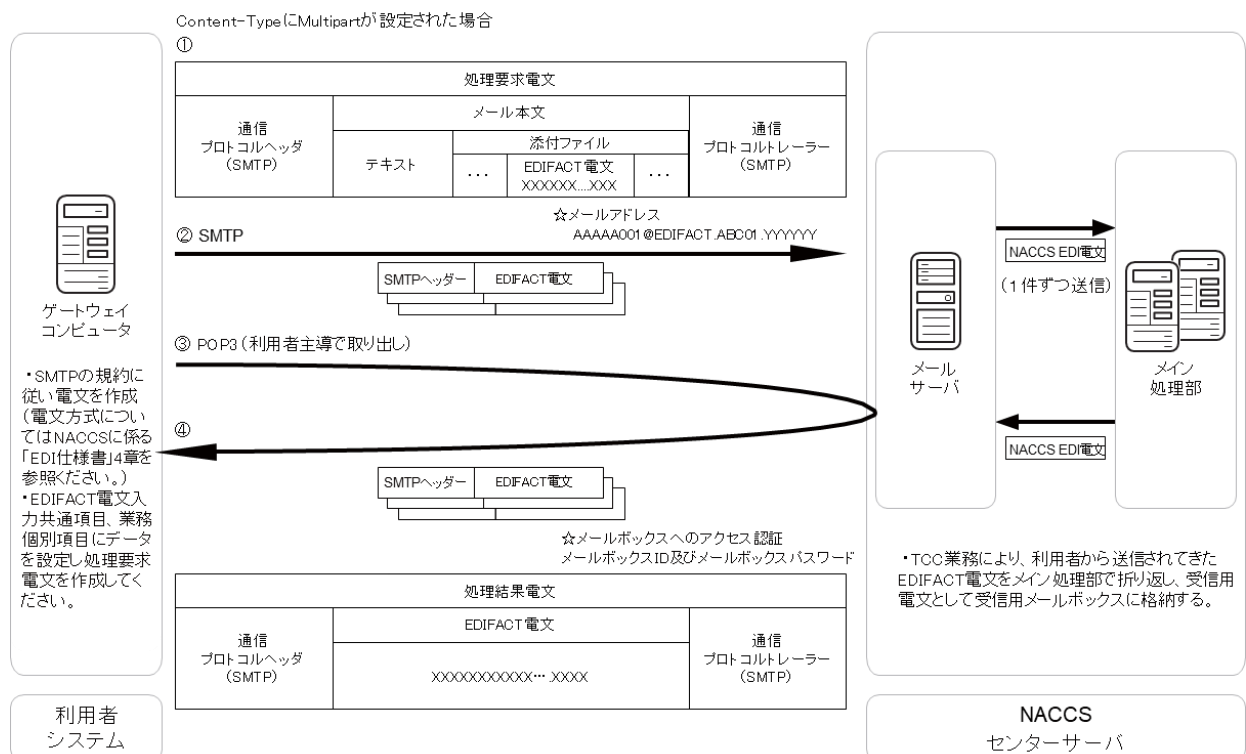 Content-TypeにMultipartが設定された場合
①
処理要求電文
通信
プロトコルヘッダ
(SMTP)
メール本文
テキスト
添付ファイル
・・・
EDIFACT電文
XXXXXX....XXX
・・・
通信
プロトコルトレーラー
(SMTP)
☆メールアドレス
AAAAA001@EDIFACT.ABC01.YYYYYY
② SMTP
SMTPヘッダー
EDIFACT電文
③ POP3（利用者主導で取り出し）
④
SMTPヘッダー
EDIFACT電文
☆メールボックスへのアクセス認証
メールボックスID及びメールボックスパスワード
処理結果電文
通信
プロトコルヘッダ
(SMTP)
EDIFACT電文
XXXXXXXXXXX….XXXX
通信
プロトコルトレーラー
(SMTP)
ゲートウェイ
コンピュータ
・SMTPの規約に
従い電文を作成
（電文方式につい
てはNACCSに係る
「EDI仕様書」4章を
参照ください。）
・EDIFACT電文入
力共通項目、業務
個別項目にデータ
を設定し処理要求
電文を作成してく
ださい。
利用者
システム
メール
サーバ
NACCS EDI電文
（1件ずつ送信）
NACCS EDI電文
メイン
処理部
・TCC業務により、利用者から送信されてきた
EDIFACT電文をメイン処理部で折り返し、受信用
電文として受信用メールボックスに格納する。
NACCS
センターサーバ